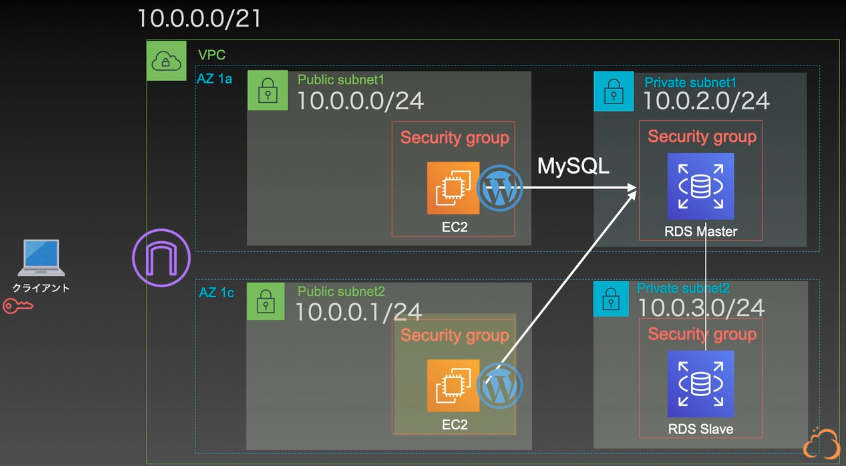 10.0.0.0/21
VPC
AZ 1a
Public subnet1
10.0.0.0/24
Security group
EC2
MySQL
Private subnet1
10.0.2.0/24
Security group
RDS Master
クライアント
AZ 1c
Public subnet2
10.0.0.1/24
Security group
EC2
Private subnet2
10.0.3.0/24
Security group
RDS Slave